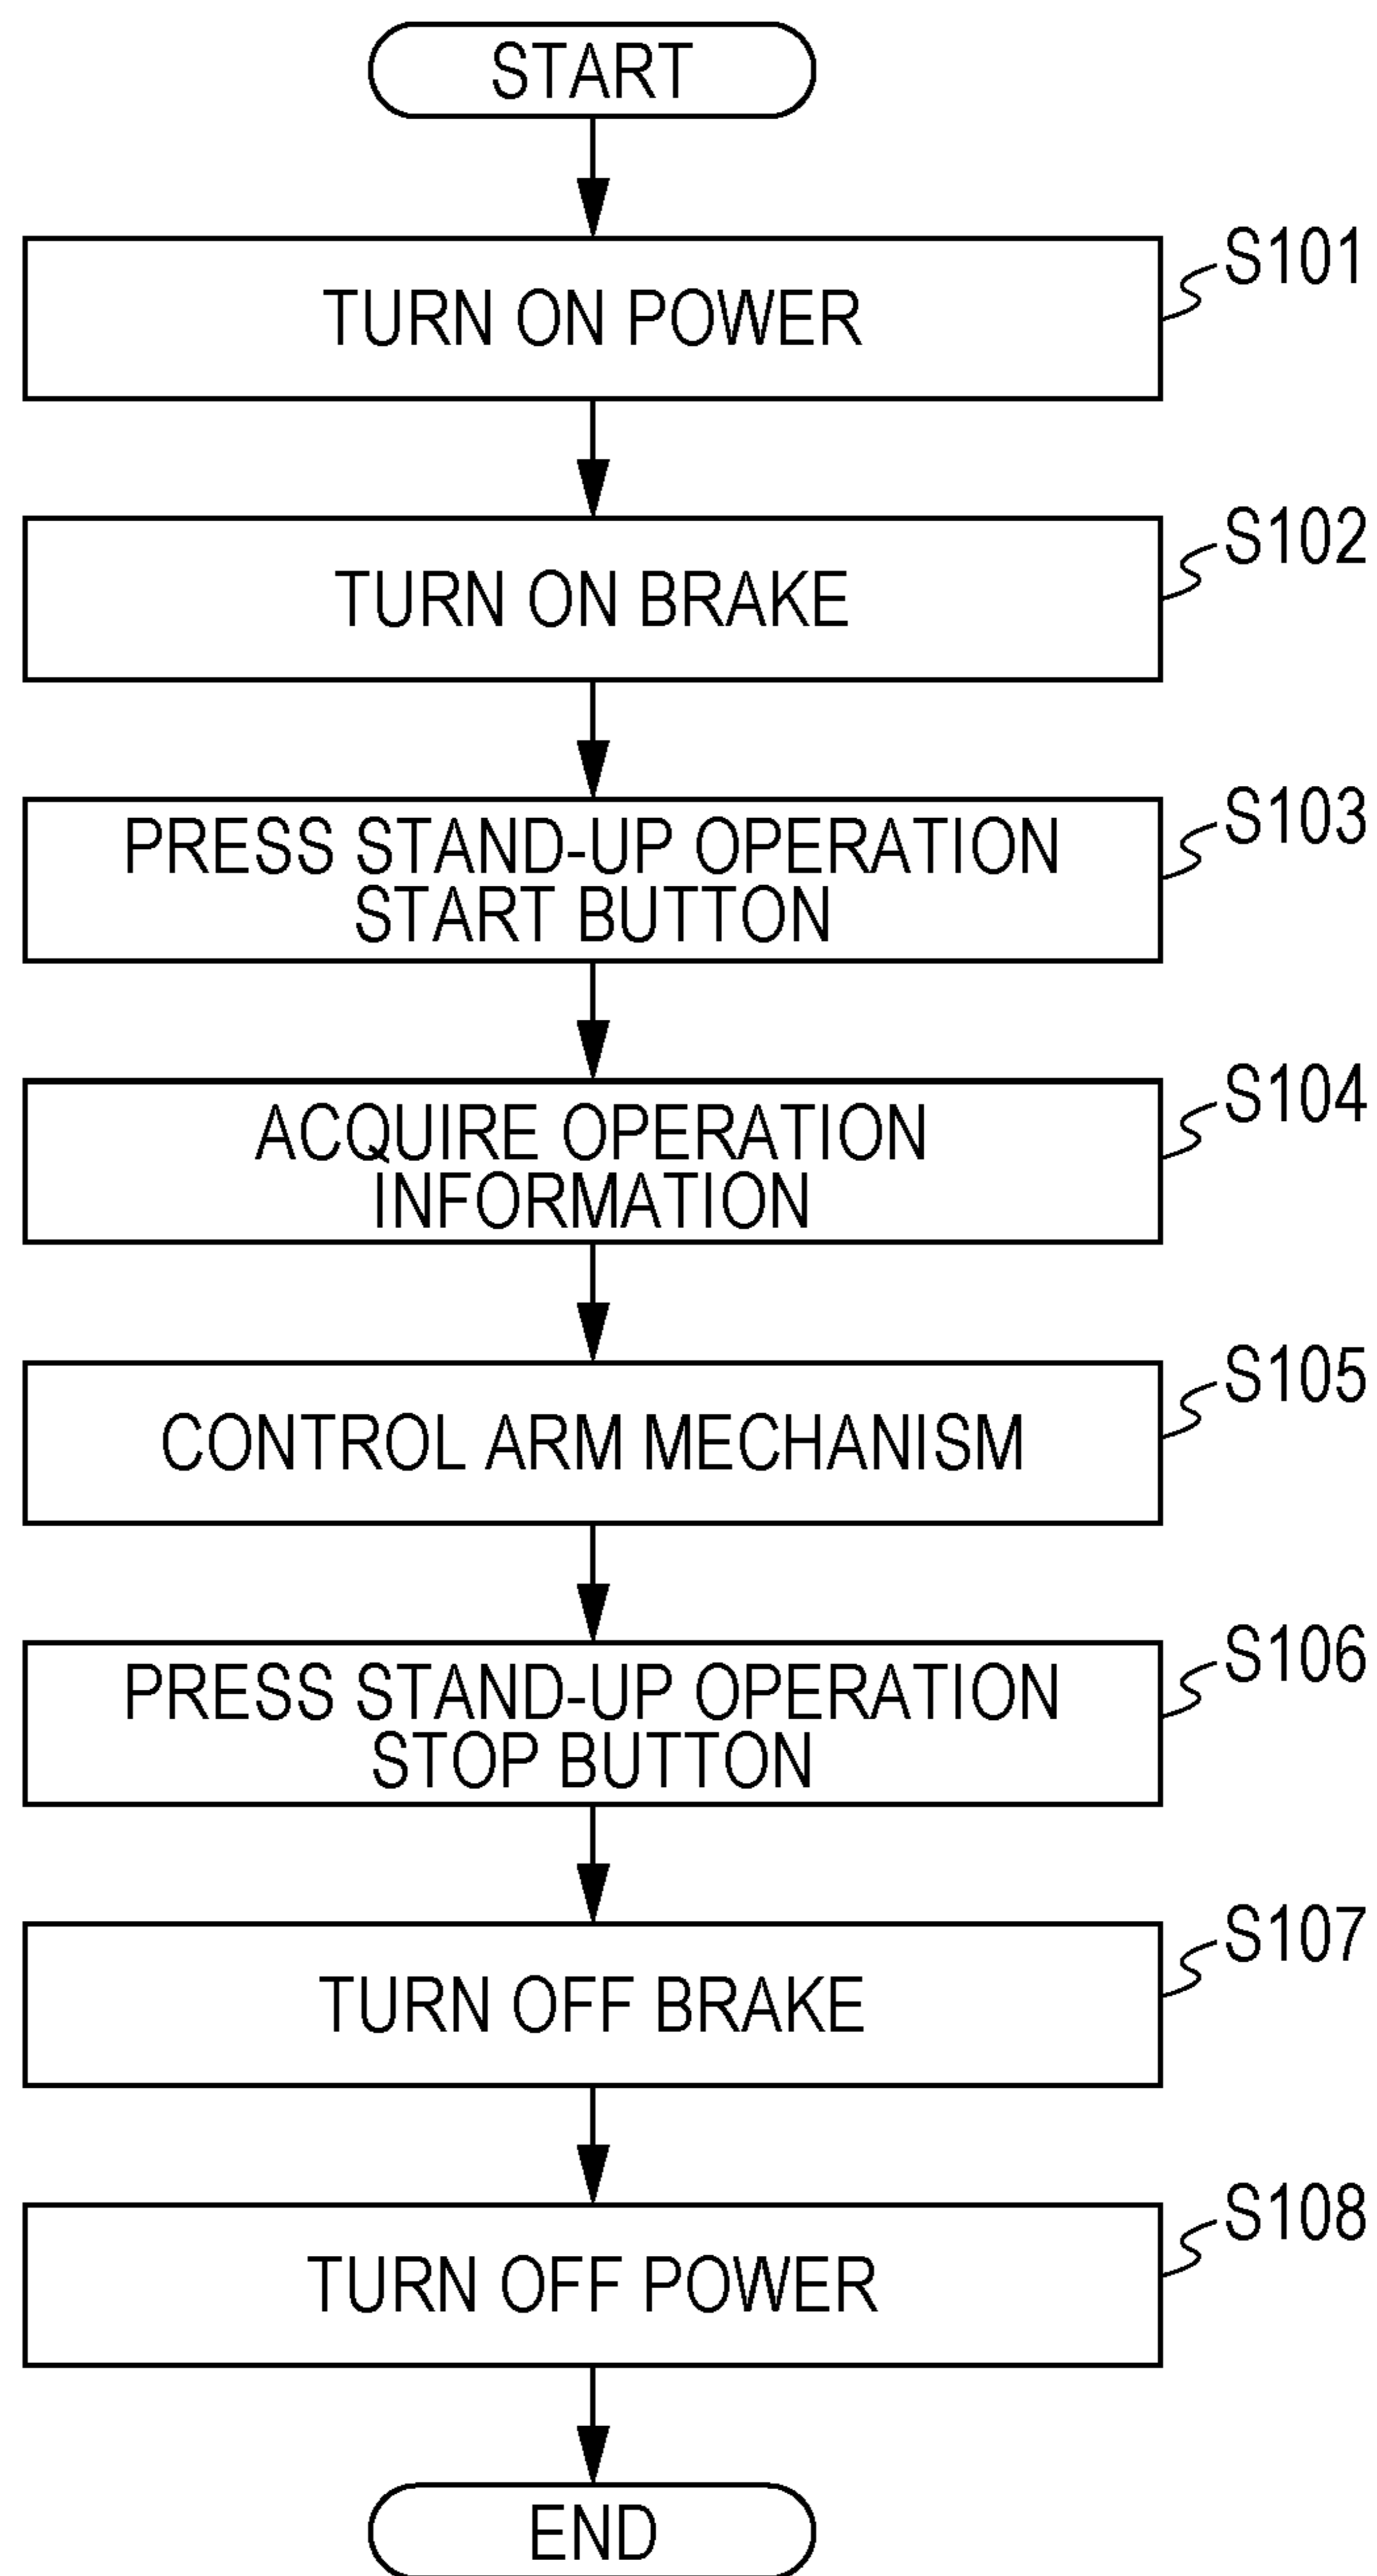 START
S101
TURN ON POWER
S102
TURN ON BRAKE
S103
PRESS STAND-UP OPERATION
START BUTTON
S104
ACQUIRE OPERATION
INFORMATION
S105
CONTROL ARM MECHANISM
S106
PRESS STAND-UP OPERATION
STOP BUTTON
S107
TURN OFF BRAKE
S108
TURN OFF POWER
END